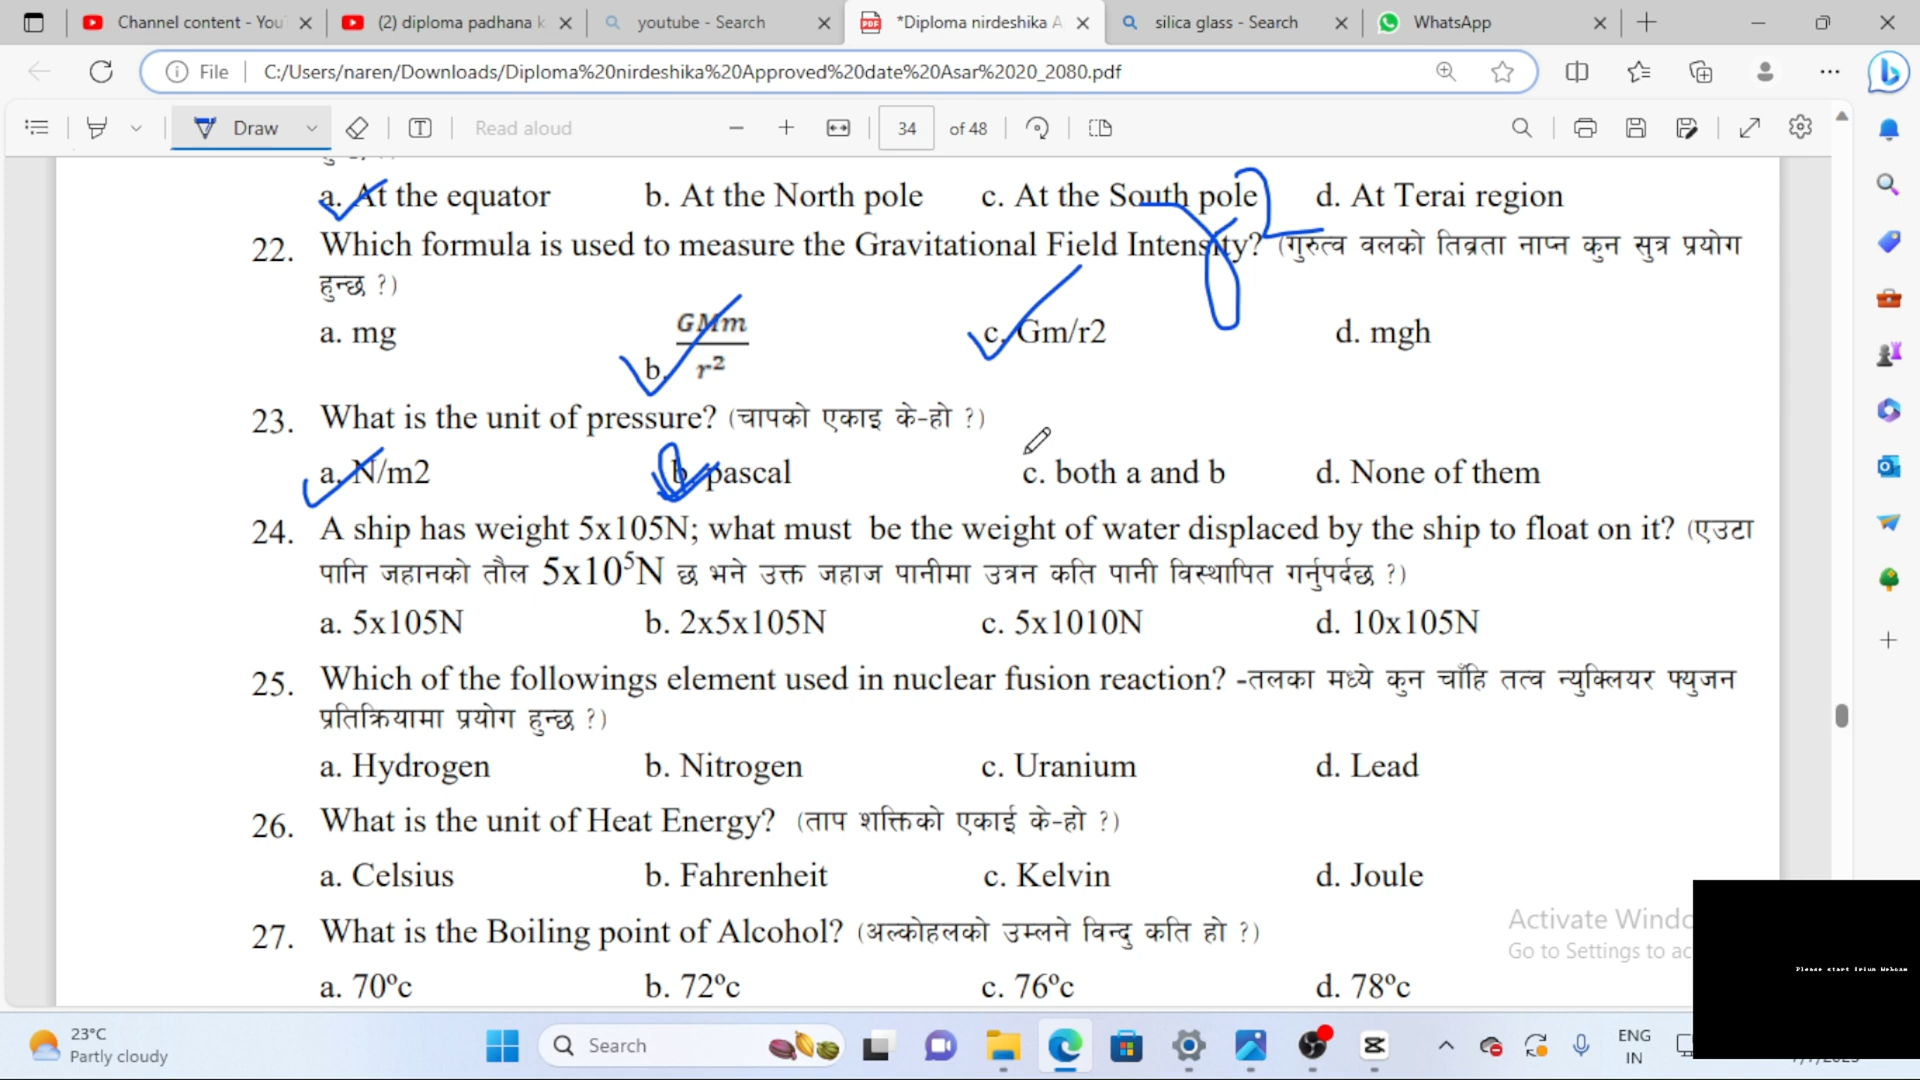 Channel content - You
(2) diploma padhana k
youtube - Search
*Diploma nirdeshika A
silica glass - Search
WhatsApp
File
C:/Users/naren/Downloads/Diploma%20nirdeshika%20Approved%20date%20Asar%2020_2080.pdf
Draw
Read aloud
34 of 48
a. At the equator b. At the North pole c. At the South pole d. At Terai region
22. Which formula is used to measure the Gravitational Field Intensity? (गुरुत्व वलको तिव्रता नाप्न कुन सुत्र प्रयोग
हुन्छ ?)
a. mg b. GMm/r² c. Gm/r2 d. mgh
23. What is the unit of pressure? (चापको एकाइ के-हो ?)
a. N/m2 b. pascal c. both a and b d. None of them
24. A ship has weight 5x105N; what must be the weight of water displaced by the ship to float on it? (एउटा
पानि जहानको तौल 5x10⁵N छ भने उक्त जहाज पानीमा उत्रन कति पानी विस्थापित गर्नुपर्दछ ?)
a. 5x105N b. 2x5x105N c. 5x1010N d. 10x105N
25. Which of the followings element used in nuclear fusion reaction? -तलका मध्ये कुन चाँहि तत्व न्युक्लियर फ्युजन
प्रतिक्रियामा प्रयोग हुन्छ ?)
a. Hydrogen b. Nitrogen c. Uranium d. Lead
26. What is the unit of Heat Energy? (ताप शक्तिको एकाई के-हो ?)
a. Celsius b. Fahrenheit c. Kelvin d. Joule
27. What is the Boiling point of Alcohol? (अल्कोहलको उम्लने विन्दु कति हो ?)
a. 70ºc b. 72ºc c. 76ºc d. 78ºc
Activate Windo
Go to Settings to ac
Please start Iriun Webcam
23°C
Partly cloudy
Search
ENG
IN